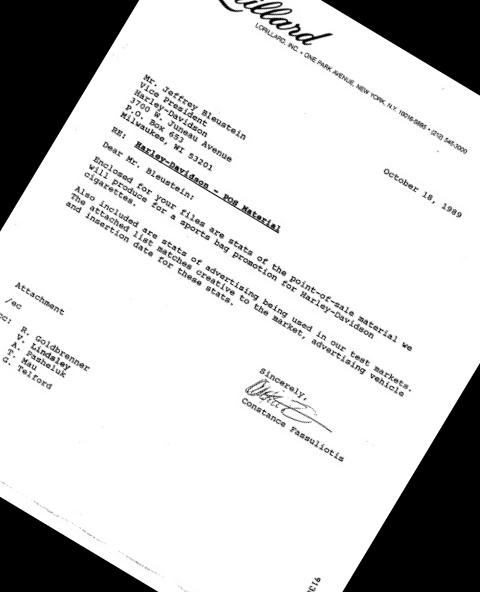 Lorillard
LORILLARD, INC. • ONE PARK AVENUE, NEW YORK, N.Y. 10016-5895 • (212) 545-3000
October 18, 1989
Mr. Jeffrey Bleustein
Vice President
Harley-Davidson
3700 W. Juneau Avenue
P.O. Box 653
Milwaukee, WI 53201
RE: Harley-Davidson - POS Material
Dear Mr. Bleustein:
Enclosed for your files are stats of the point-of-sale material we
will produce for a sports bag promotion for Harley-Davidson
cigarettes.
Also included are stats of advertising being used in our test markets.
The attached list matches creative to the market, advertising vehicle
and insertion date for these stats.
Sincerely,
Constance Fassuliotis
Attachment
/ec
cc: R. Goldbrenner
V. Lindsley
A. Pasheluk
T. Mau
G. Telford